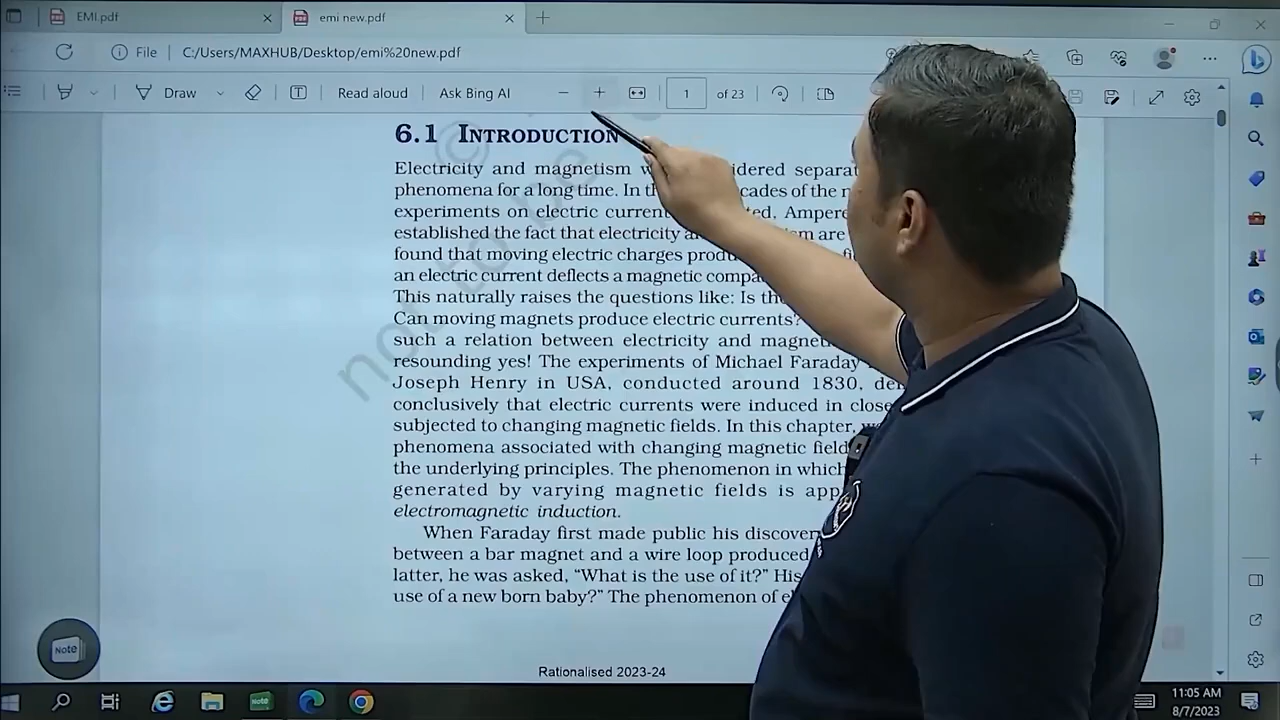 EMI.pdf
emi new.pdf
File
C:/Users/MAXHUB/Desktop/emi%20new.pdf
Draw
Read aloud
Ask Bing AI
1 of 23
6.1 INTRODUCTION
Electricity and magnetism
phenomena for a long time. In of the
experiments on electric current Ampere
established the fact that electricity are
found that moving electric charges
an electric current deflects a magnetic
This naturally raises the questions like: Is
Can moving magnets produce electric currents?
such a relation between electricity and
resounding yes! The experiments of Michael Faraday
Joseph Henry in USA, conducted around 1830,
conclusively that electric currents were induced in
subjected to changing magnetic fields. In this chapter,
phenomena associated with changing magnetic
the underlying principles. The phenomenon in which
generated by varying magnetic fields is
electromagnetic induction.
When Faraday first made public his
between a bar magnet and a wire loop produced
latter, he was asked, “What is the use of it?” His
use of a new born baby?” The phenomenon of
not to be
©
Rationalised 2023-24
Note
11:05 AM
8/7/2023